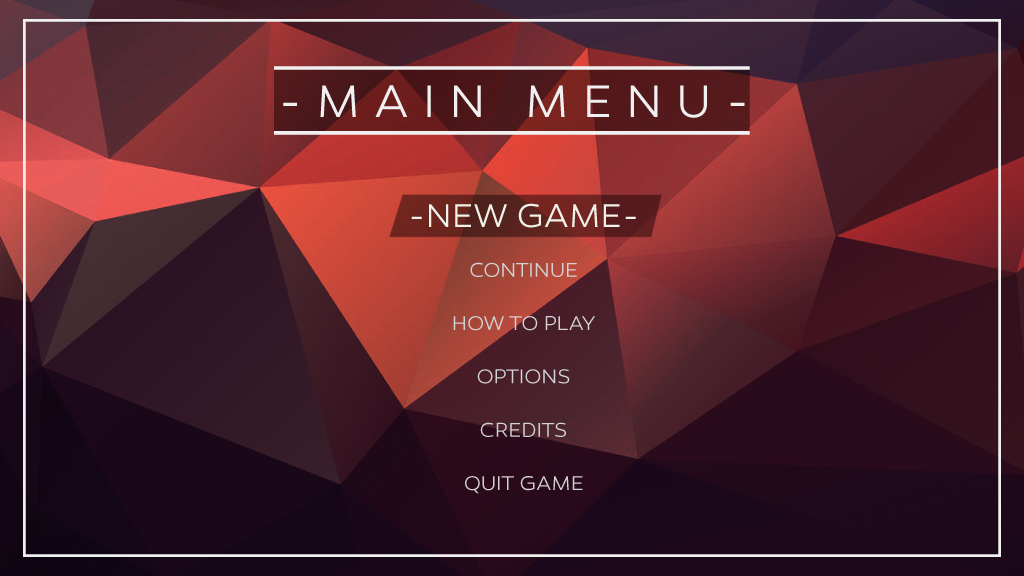 - MAIN MENU -
-NEW GAME-
CONTINUE
HOW TO PLAY
OPTIONS
CREDITS
QUIT GAME